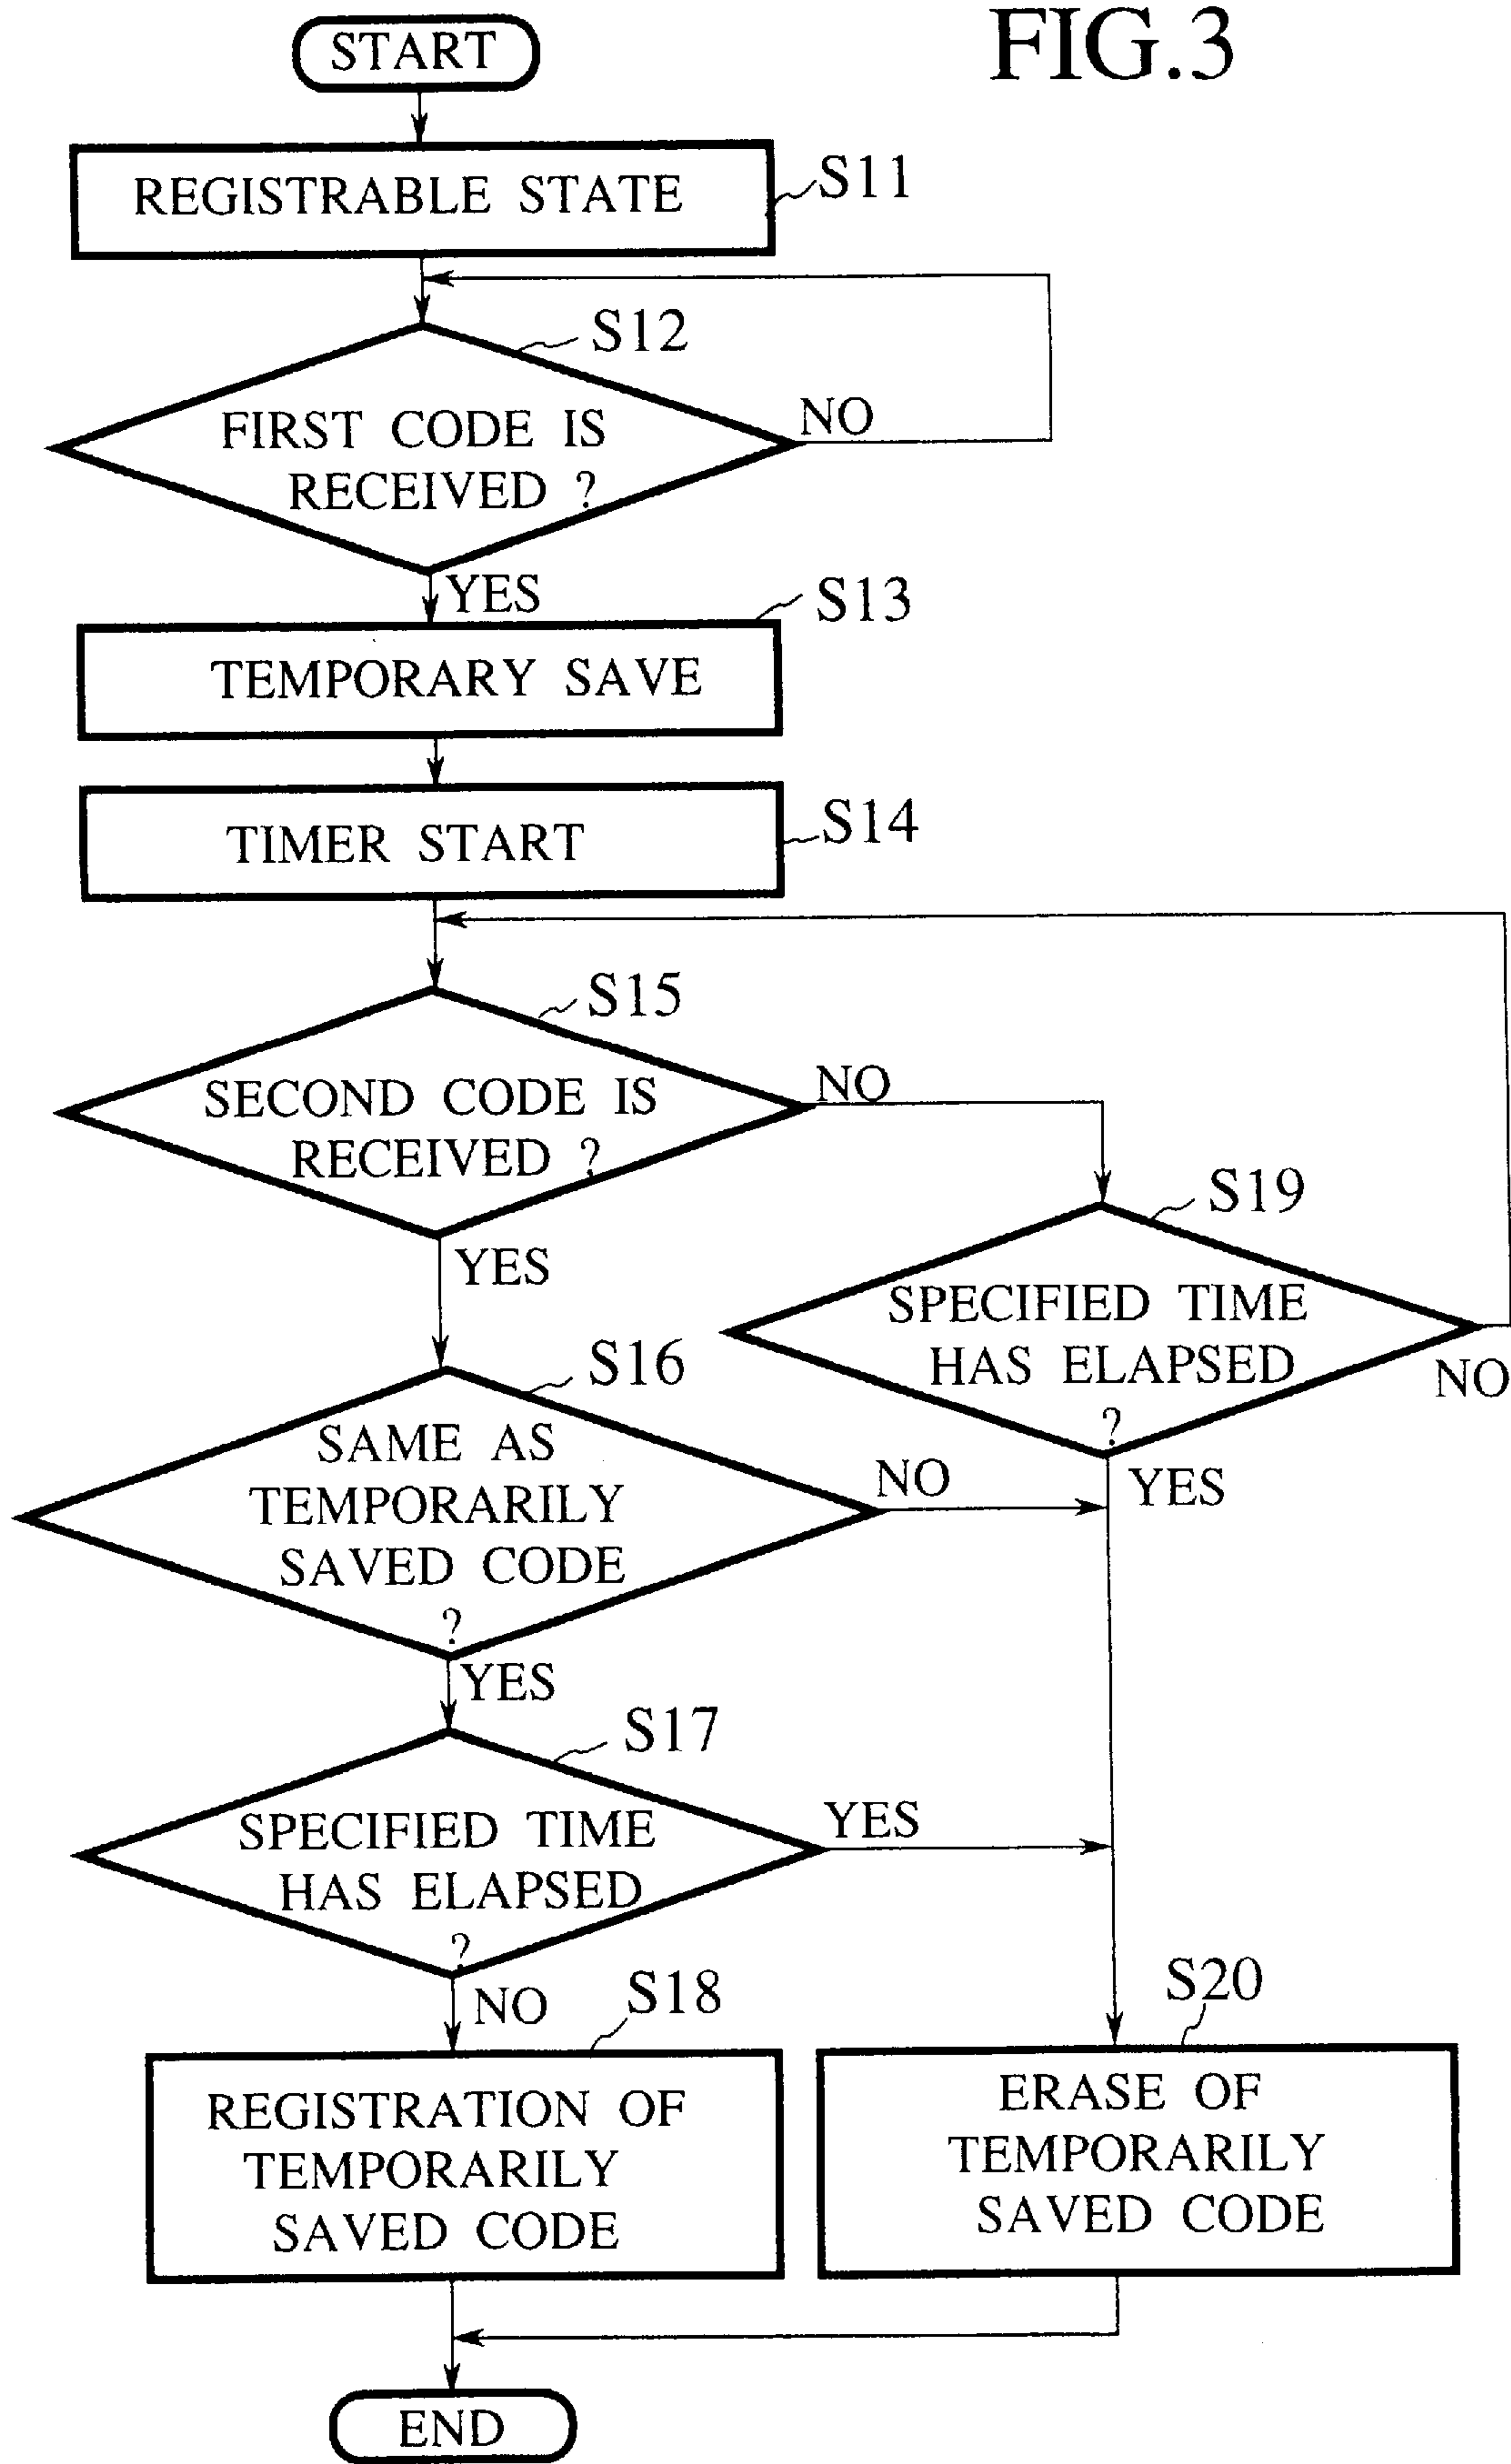 FIG.3
START
REGISTRABLE STATE
S11
S12
FIRST CODE IS
RECEIVED ?
NO
YES
S13
TEMPORARY SAVE
TIMER START
S14
S15
SECOND CODE IS
RECEIVED ?
NO
YES
S19
SPECIFIED TIME
HAS ELAPSED
?
NO
YES
S16
SAME AS
TEMPORARILY
SAVED CODE
?
NO
YES
S17
SPECIFIED TIME
HAS ELAPSED
?
YES
NO
S18
REGISTRATION OF
TEMPORARILY
SAVED CODE
S20
ERASE OF
TEMPORARILY
SAVED CODE
END